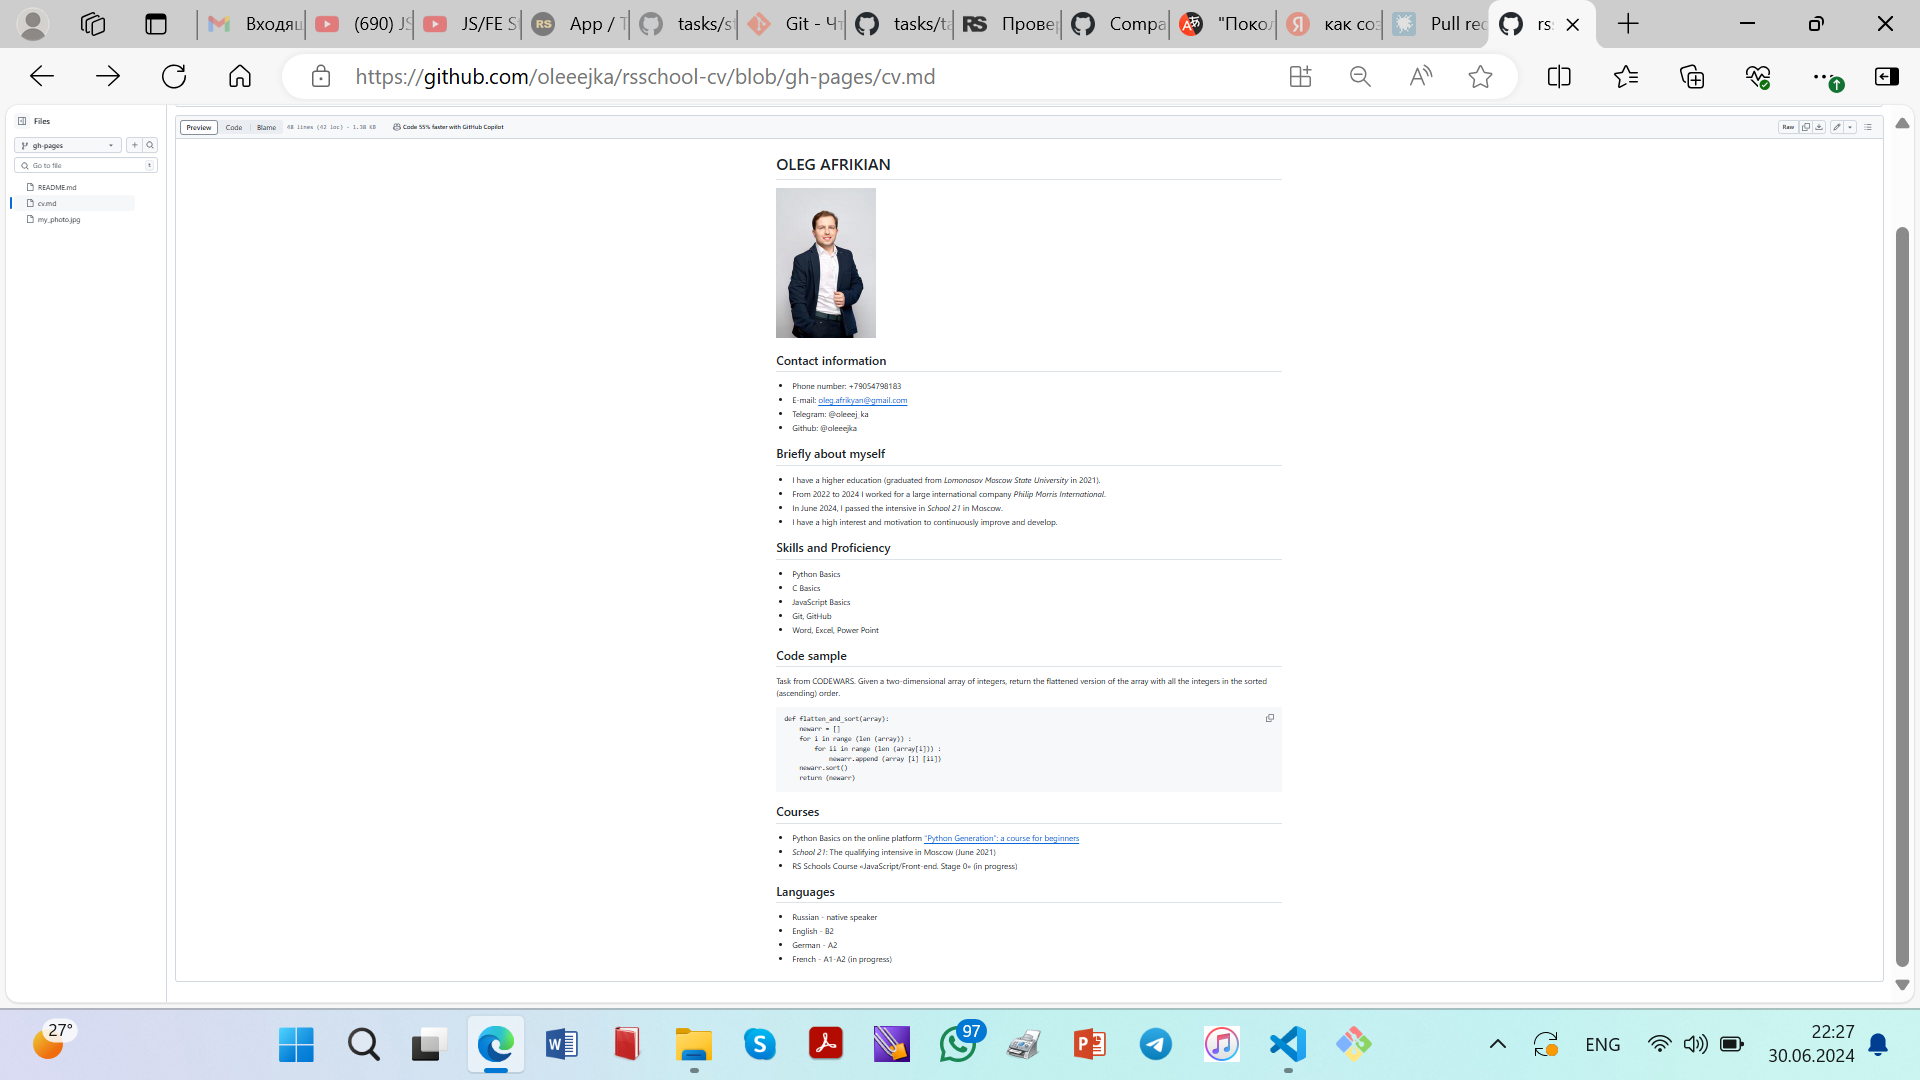 Входящ
(690) JS
JS/FE S
RS
App / T
tasks/s
Git - Чт
tasks/ta
RS
Провер
Compa
"Покол
как соз
Pull rec
rs
https://github.com/oleeejka/rsschool-cv/blob/gh-pages/cv.md
Files
gh-pages
Go to file
t
README.md
cv.md
my_photo.jpg
Preview
Code
Blame
48 lines (42 loc) · 1.38 KB
Code 55% faster with GitHub Copilot
Raw
OLEG AFRIKIAN
Contact information
Phone number: +79054798183
E-mail: oleg.afrikyan@gmail.com
Telegram: @oleeej_ka
Github: @oleeejka
Briefly about myself
I have a higher education (graduated from Lomonosov Moscow State University in 2021).
From 2022 to 2024 I worked for a large international company Philip Morris International.
In June 2024, I passed the intensive in School 21 in Moscow.
I have a high interest and motivation to continuously improve and develop.
Skills and Proficiency
Python Basics
C Basics
JavaScript Basics
Git, GitHub
Word, Excel, Power Point
Code sample
Task from CODEWARS. Given a two-dimensional array of integers, return the flattened version of the array with all the integers in the sorted
(ascending) order.
def flatten_and_sort(array):
newarr = []
for i in range (len (array)) :
for ii in range (len (array[i])) :
newarr.append (array [i] [ii])
newarr.sort()
return (newarr)
Courses
Python Basics on the online platform "Python Generation": a course for beginners
School 21: The qualifying intensive in Moscow (June 2021)
RS Schools Course «JavaScript/Front-end. Stage 0» (in progress)
Languages
Russian - native speaker
English - B2
German - A2
French - A1-A2 (in progress)
27°
97
ENG
22:27
30.06.2024